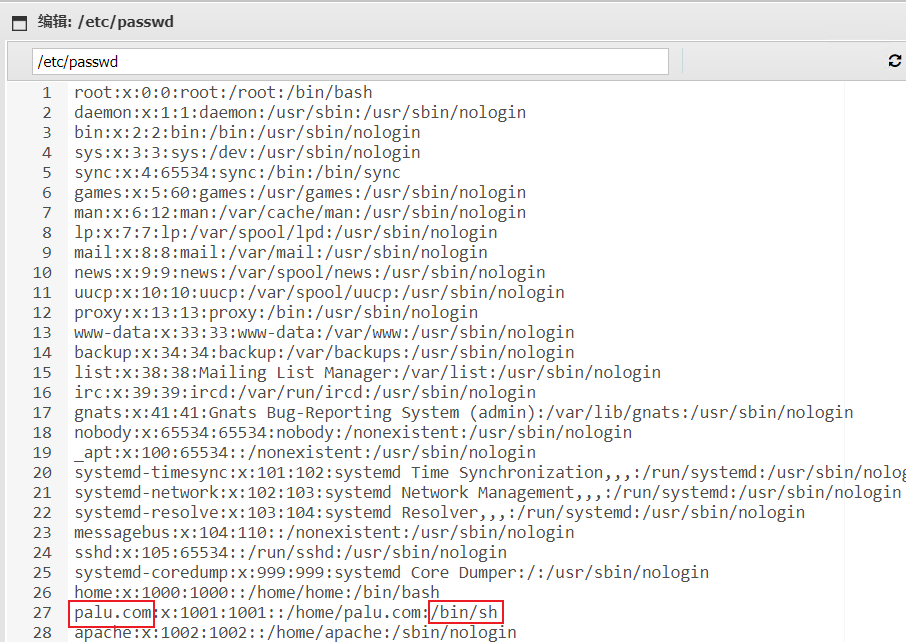 编辑: /etc/passwd
/etc/passwd
1 root:x:0:0:root:/root:/bin/bash
2 daemon:x:1:1:daemon:/usr/sbin:/usr/sbin/nologin
3 bin:x:2:2:bin:/bin:/usr/sbin/nologin
4 sys:x:3:3:sys:/dev:/usr/sbin/nologin
5 sync:x:4:65534:sync:/bin:/bin/sync
6 games:x:5:60:games:/usr/games:/usr/sbin/nologin
7 man:x:6:12:man:/var/cache/man:/usr/sbin/nologin
8 lp:x:7:7:lp:/var/spool/lpd:/usr/sbin/nologin
9 mail:x:8:8:mail:/var/mail:/usr/sbin/nologin
10 news:x:9:9:news:/var/spool/news:/usr/sbin/nologin
11 uucp:x:10:10:uucp:/var/spool/uucp:/usr/sbin/nologin
12 proxy:x:13:13:proxy:/bin:/usr/sbin/nologin
13 www-data:x:33:33:www-data:/var/www:/usr/sbin/nologin
14 backup:x:34:34:backup:/var/backups:/usr/sbin/nologin
15 list:x:38:38:Mailing List Manager:/var/list:/usr/sbin/nologin
16 irc:x:39:39:ircd:/var/run/ircd:/usr/sbin/nologin
17 gnats:x:41:41:Gnats Bug-Reporting System (admin):/var/lib/gnats:/usr/sbin/nologin
18 nobody:x:65534:65534:nobody:/nonexistent:/usr/sbin/nologin
19 _apt:x:100:65534::/nonexistent:/usr/sbin/nologin
20 systemd-timesync:x:101:102:systemd Time Synchronization,,,:/run/systemd:/usr/sbin/nolog
21 systemd-network:x:102:103:systemd Network Management,,,:/run/systemd:/usr/sbin/nologin
22 systemd-resolve:x:103:104:systemd Resolver,,,:/run/systemd:/usr/sbin/nologin
23 messagebus:x:104:110::/nonexistent:/usr/sbin/nologin
24 sshd:x:105:65534::/run/sshd:/usr/sbin/nologin
25 systemd-coredump:x:999:999:systemd Core Dumper:/:/usr/sbin/nologin
26 home:x:1000:1000::/home/home:/bin/bash
27 palu.com:x:1001:1001::/home/palu.com:/bin/sh
28 apache:x:1002:1002::/home/apache:/sbin/nologin